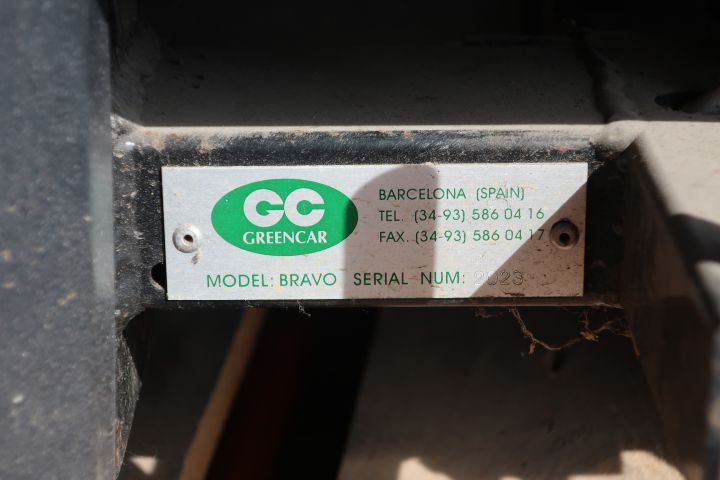 GC
GREENCAR
BARCELONA (SPAIN)
TEL. (34-93) 586 04 16
FAX. (34-93) 586 04 17
MODEL: BRAVO SERIAL NUM: 2023